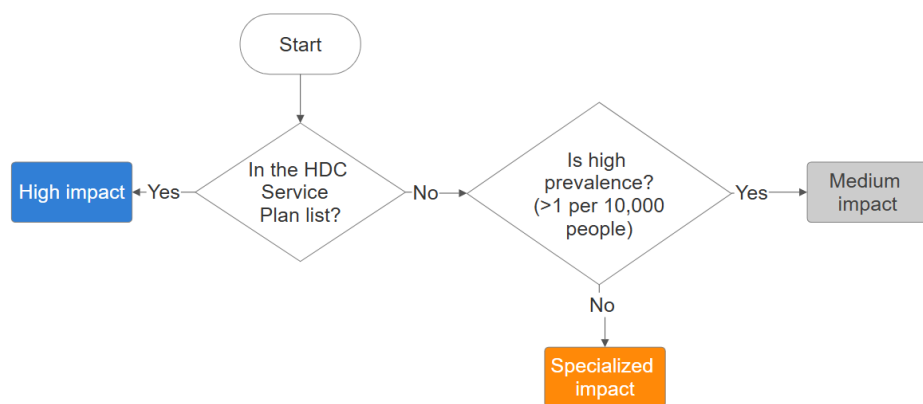 Start
In the HDC
Service
Plan list?
Yes
High impact
No
Is high
prevalence?
(>1 per 10,000
people)
Yes
Medium
impact
No
Specialized
impact